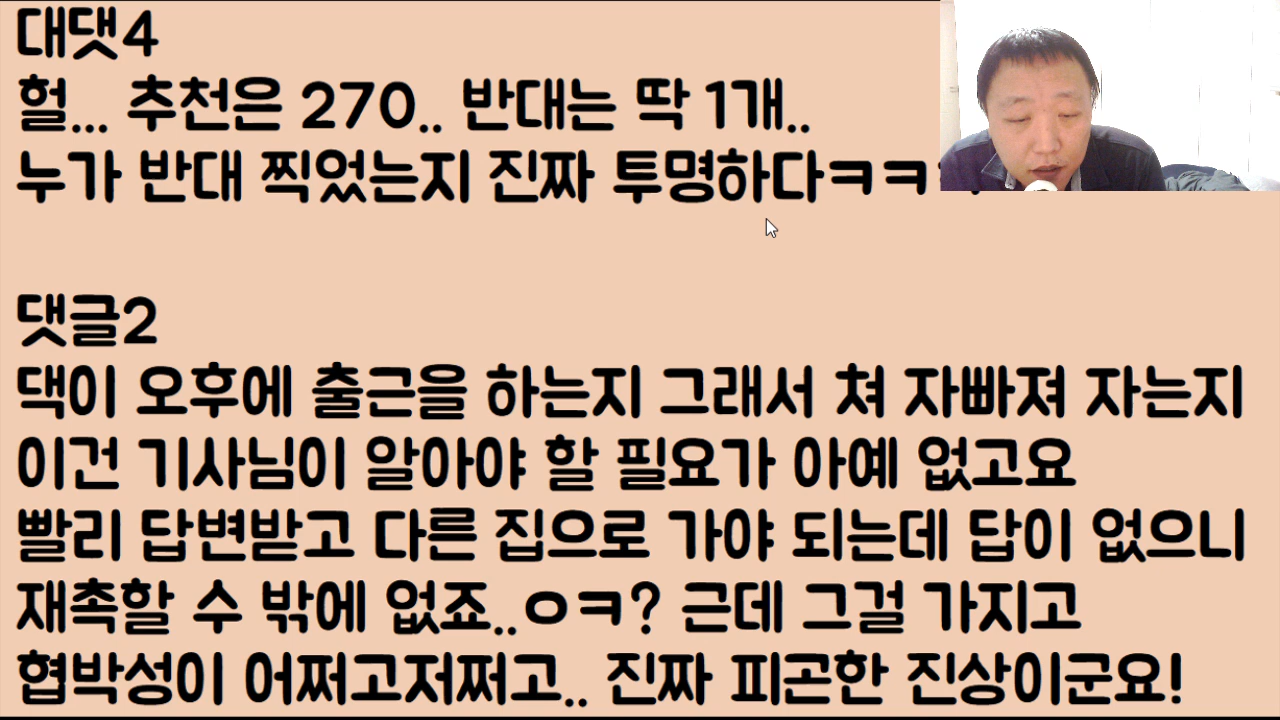 대댓4
헐... 추천은 270.. 반대는 딱 1개..
누가 반대 찍었는지 진짜 투명하다ㅋㅋ
댓글2
댁이 오후에 출근을 하는지 그래서 쳐 자빠져 자는지
이건 기사님이 알아야 할 필요가 아예 없고요
빨리 답변받고 다른 집으로 가야 되는데 답이 없으니
재촉할 수 밖에 없죠..ㅇㅋ? 근데 그걸 가지고
협박성이 어쩌고저쩌고.. 진짜 피곤한 진상이군요!